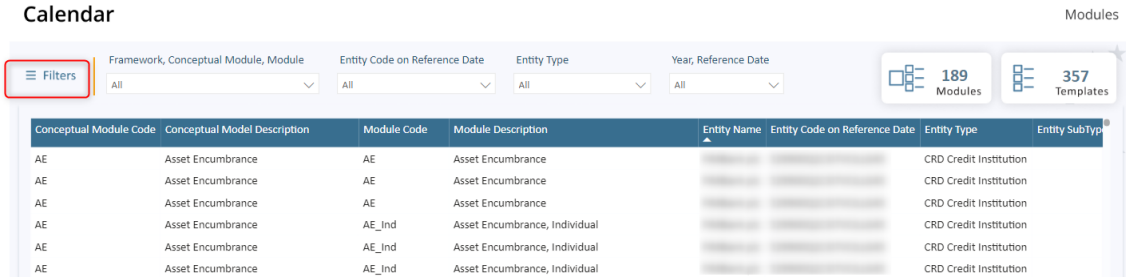 Calendar
Modules
Filters
Framework, Conceptual Module, Module Entity Code on Reference Date Entity Type Year, Reference Date
All All All All
189 Modules
357 Templates
Conceptual Module Code Conceptual Model Description Module Code Module Description Entity Name Entity Code on Reference Date Entity Type Entity SubType
AE Asset Encumbrance AE Asset Encumbrance CRD Credit Institution
AE Asset Encumbrance AE Asset Encumbrance CRD Credit Institution
AE Asset Encumbrance AE Asset Encumbrance CRD Credit Institution
AE Asset Encumbrance AE_Ind Asset Encumbrance, Individual CRD Credit Institution
AE Asset Encumbrance AE_Ind Asset Encumbrance, Individual CRD Credit Institution
AE Asset Encumbrance AE_Ind Asset Encumbrance, Individual CRD Credit Institution